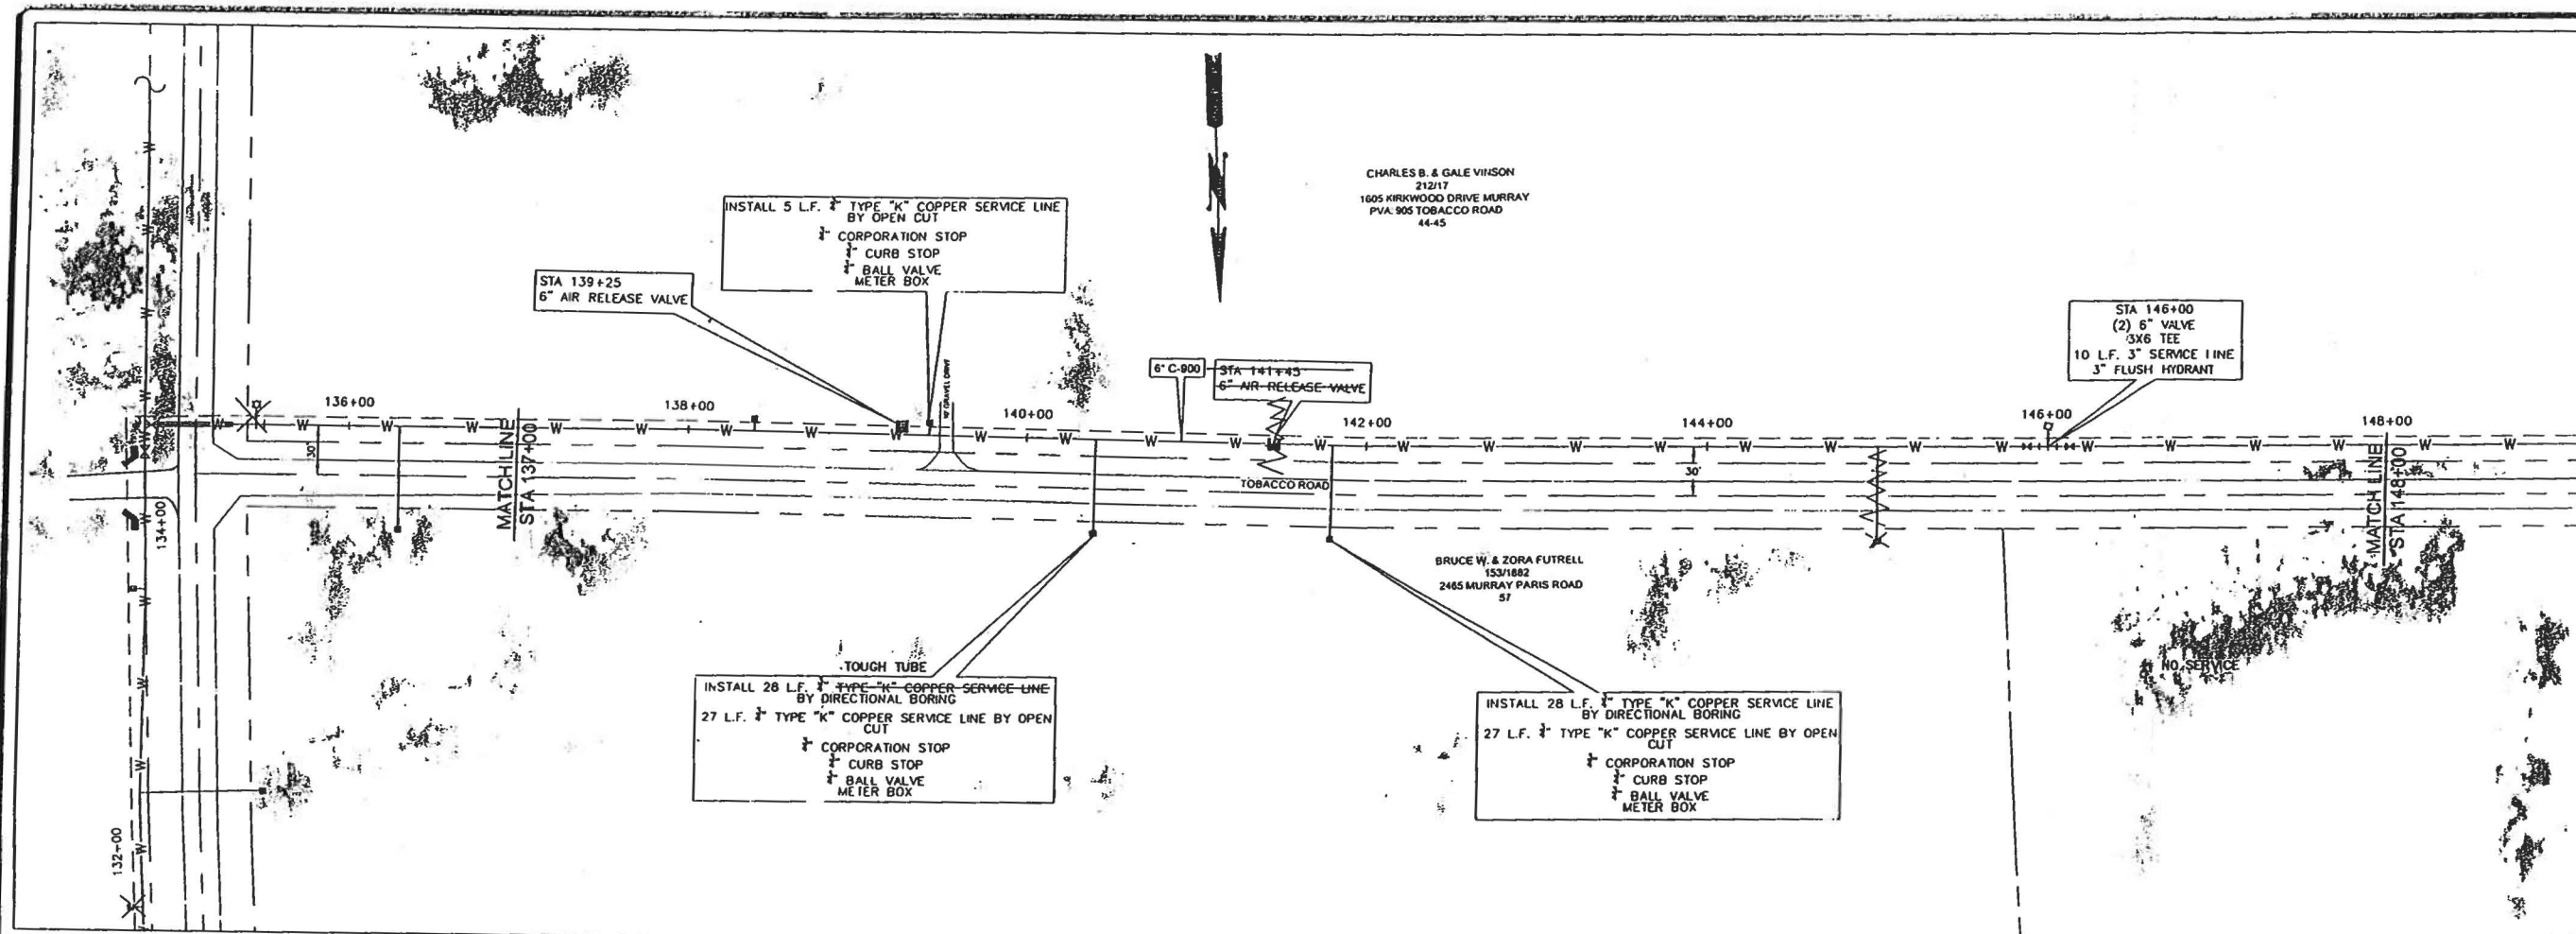 CHARLES B. & GALE VINSON
212/17
1605 KIRKWOOD DRIVE MURRAY
PVA: 905 TOBACCO ROAD
44-45
N
INSTALL 5 L.F. ¾" TYPE "K" COPPER SERVICE LINE
BY OPEN CUT
¾" CORPORATION STOP
¾" CURB STOP
¾" BALL VALVE
METER BOX
STA 139+25
6" AIR RELEASE VALVE
6" C-900
STA 141+45
6" AIR RELEASE VALVE
STA 146+00
(2) 6" VALVE
3X6 TEE
10 L.F. 3" SERVICE LINE
3" FLUSH HYDRANT
10' GRAVEL DRIVE
136+00
138+00
140+00
142+00
144+00
146+00
148+00
W W W W W W W W W W W W W W W W W W W W W W W W W
30'
30'
MATCH LINE
STA 137+00
TOBACCO ROAD
MATCH LINE
STA 148+00
134+00
132+00
BRUCE W. & ZORA FUTRELL
153/1682
2465 MURRAY PARIS ROAD
57
NO SERVICE
TOUGH TUBE
INSTALL 28 L.F. ¾" TYPE "K" COPPER SERVICE LINE
BY DIRECTIONAL BORING
27 L.F. ¾" TYPE "K" COPPER SERVICE LINE BY OPEN
CUT
¾" CORPORATION STOP
¾" CURB STOP
¾" BALL VALVE
METER BOX
INSTALL 28 L.F. ¾" TYPE "K" COPPER SERVICE LINE
BY DIRECTIONAL BORING
27 L.F. ¾" TYPE "K" COPPER SERVICE LINE BY OPEN
CUT
¾" CORPORATION STOP
¾" CURB STOP
¾" BALL VALVE
METER BOX